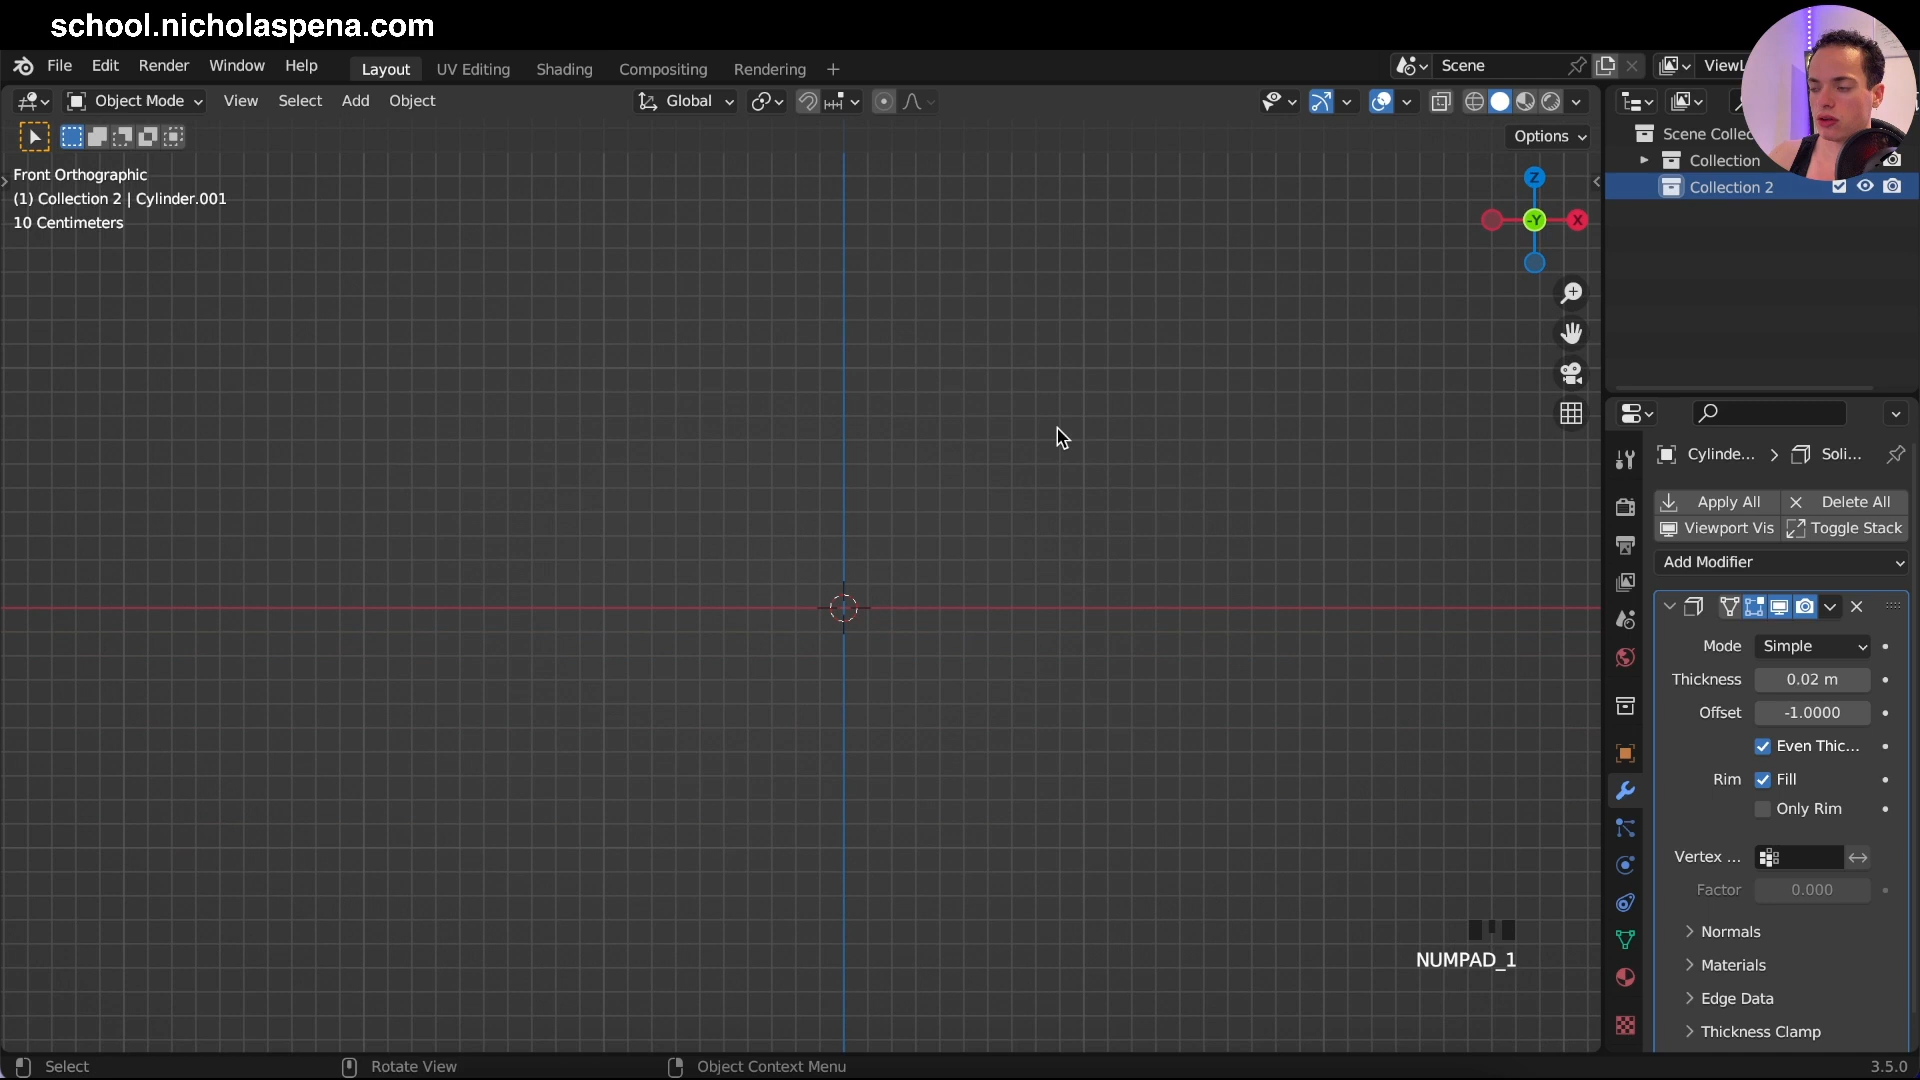 school.nicholaspena.com
File Edit Render Window Help Layout UV Editing Shading Compositing Rendering + Scene
Object Mode View Select Add Object Global
Options
Front Orthographic
(1) Collection 2 | Cylinder.001
10 Centimeters
Z
-Y
X
Collection
Collection 2
Cylinde... > Soli...
Apply All Delete All
Viewport Vis Toggle Stack
Add Modifier
Mode Simple
Thickness 0.02 m
Offset -1.0000
Even Thic...
Rim Fill
Only Rim
Vertex ...
Factor 0.000
Normals
Materials
Edge Data
Thickness Clamp
NUMPAD_1
Select Rotate View Object Context Menu 3.5.0